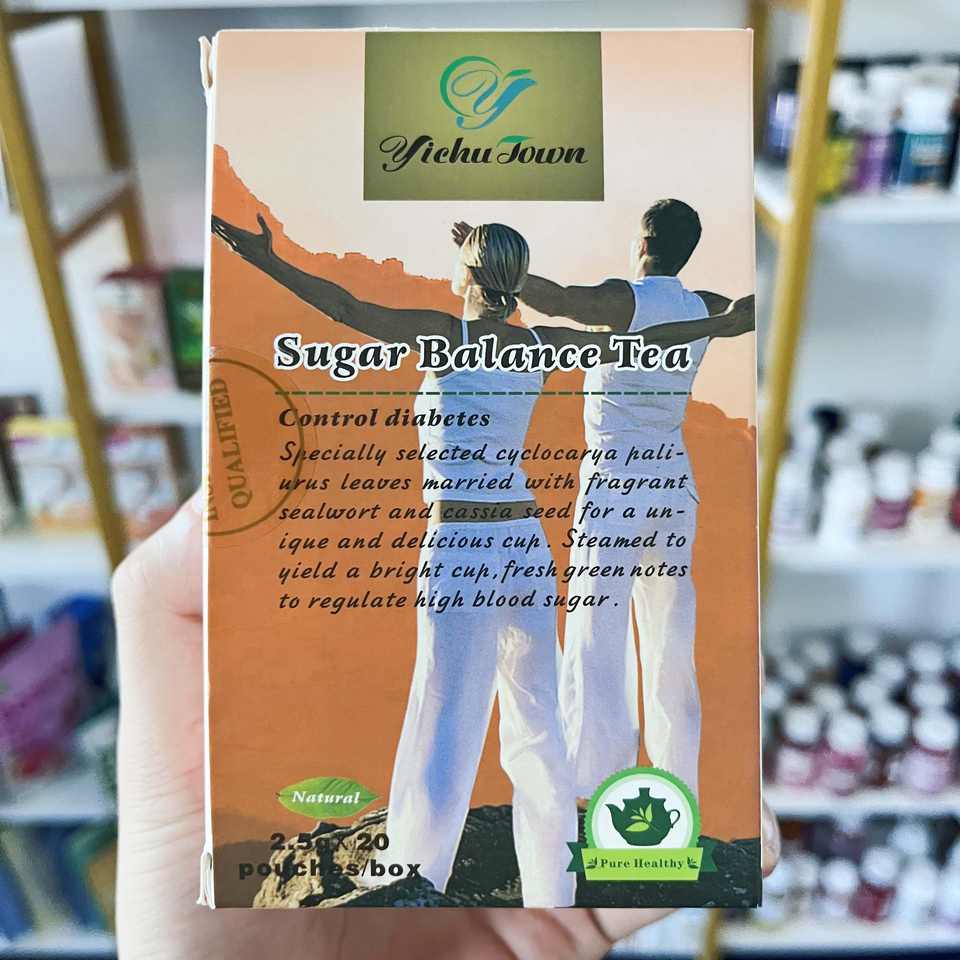 Yichu Town
Sugar Balance Tea
Control diabetes
Specially selected cyclocarya pali-
urus leaves married with fragrant
sealwort and cassia seed for a un-
ique and delicious cup. Steamed to
yield a bright cup, fresh green notes
to regulate high blood sugar.
QUALIFIED
Natural
2.5g×20
pouches/box
Pure Healthy